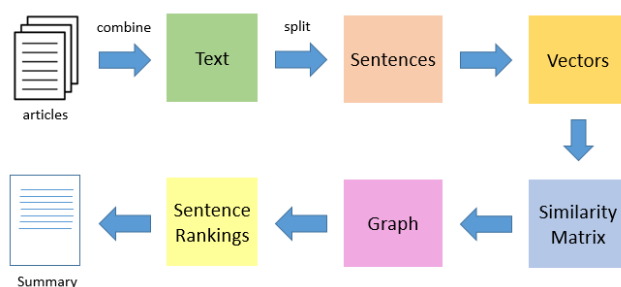 combine
split
Text
Sentences
Vectors
articles
Similarity
Matrix
Graph
Sentence
Rankings
Summary